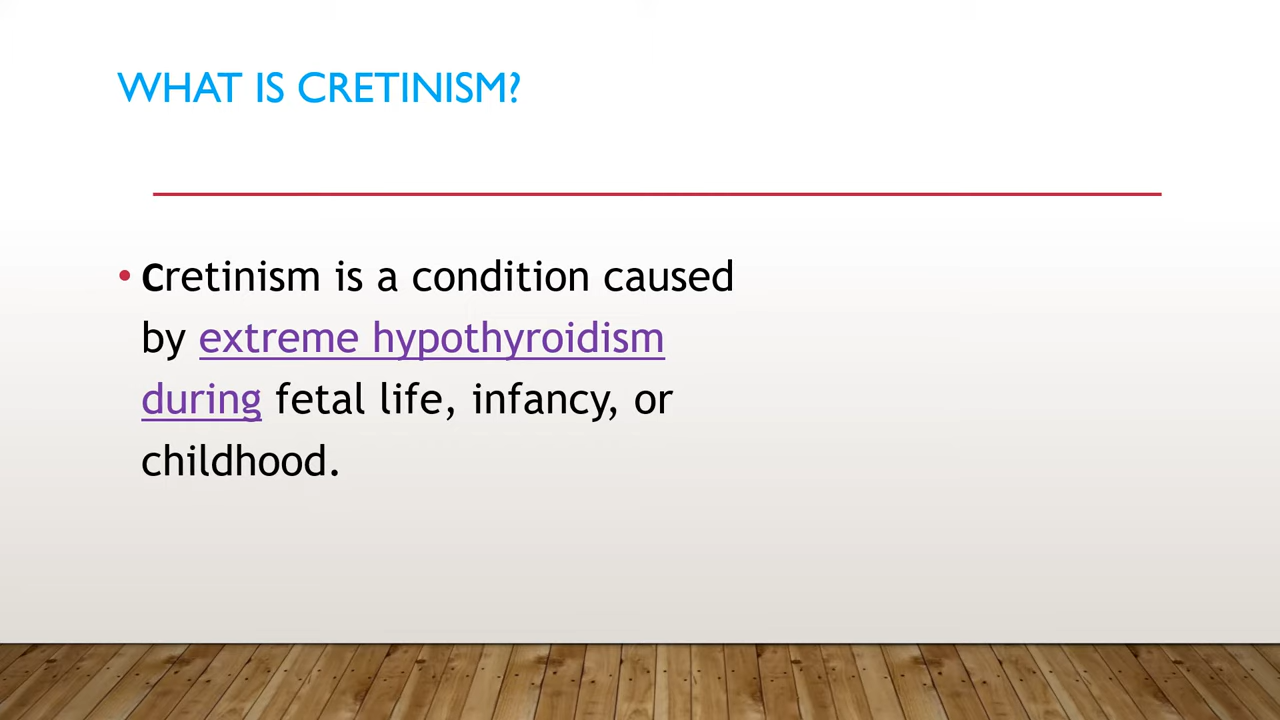 WHAT IS CRETINISM?
• Cretinism is a condition caused
by extreme hypothyroidism
during fetal life, infancy, or
childhood.